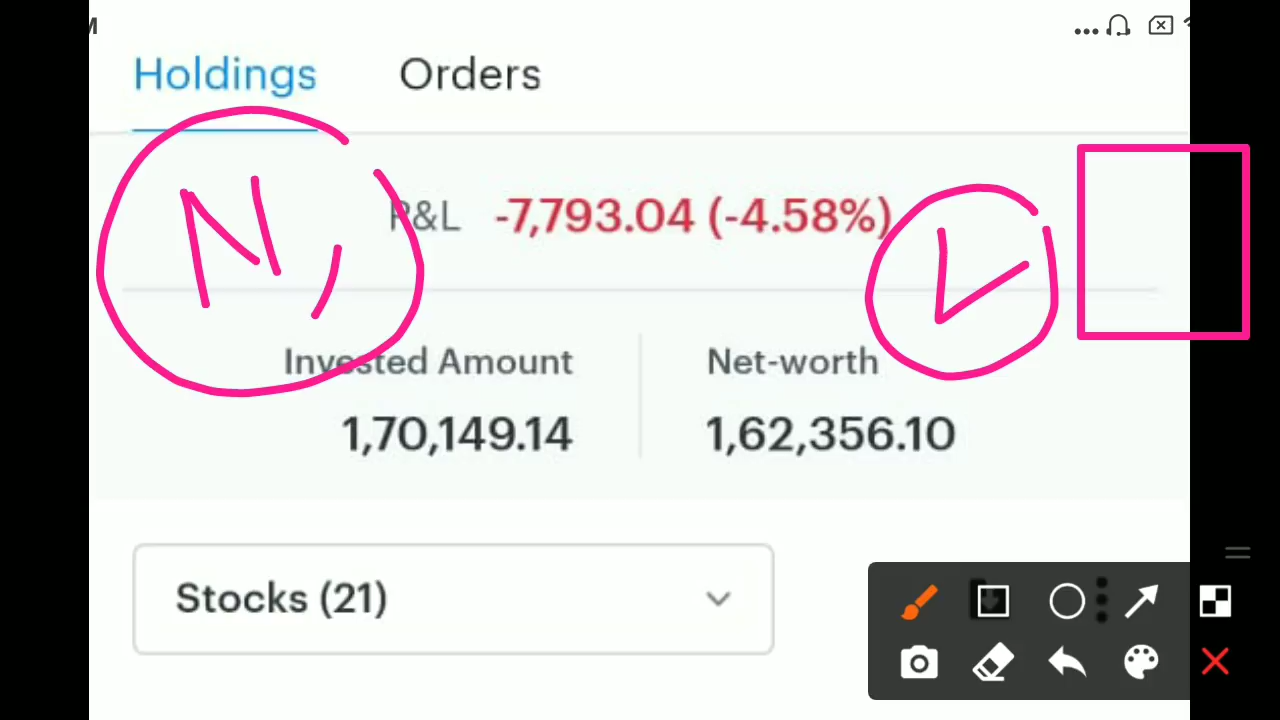 M
Holdings Orders
P&L -7,793.04 (-4.58%)
N,
Invested Amount Net-worth
1,70,149.14 1,62,356.10
Stocks (21)